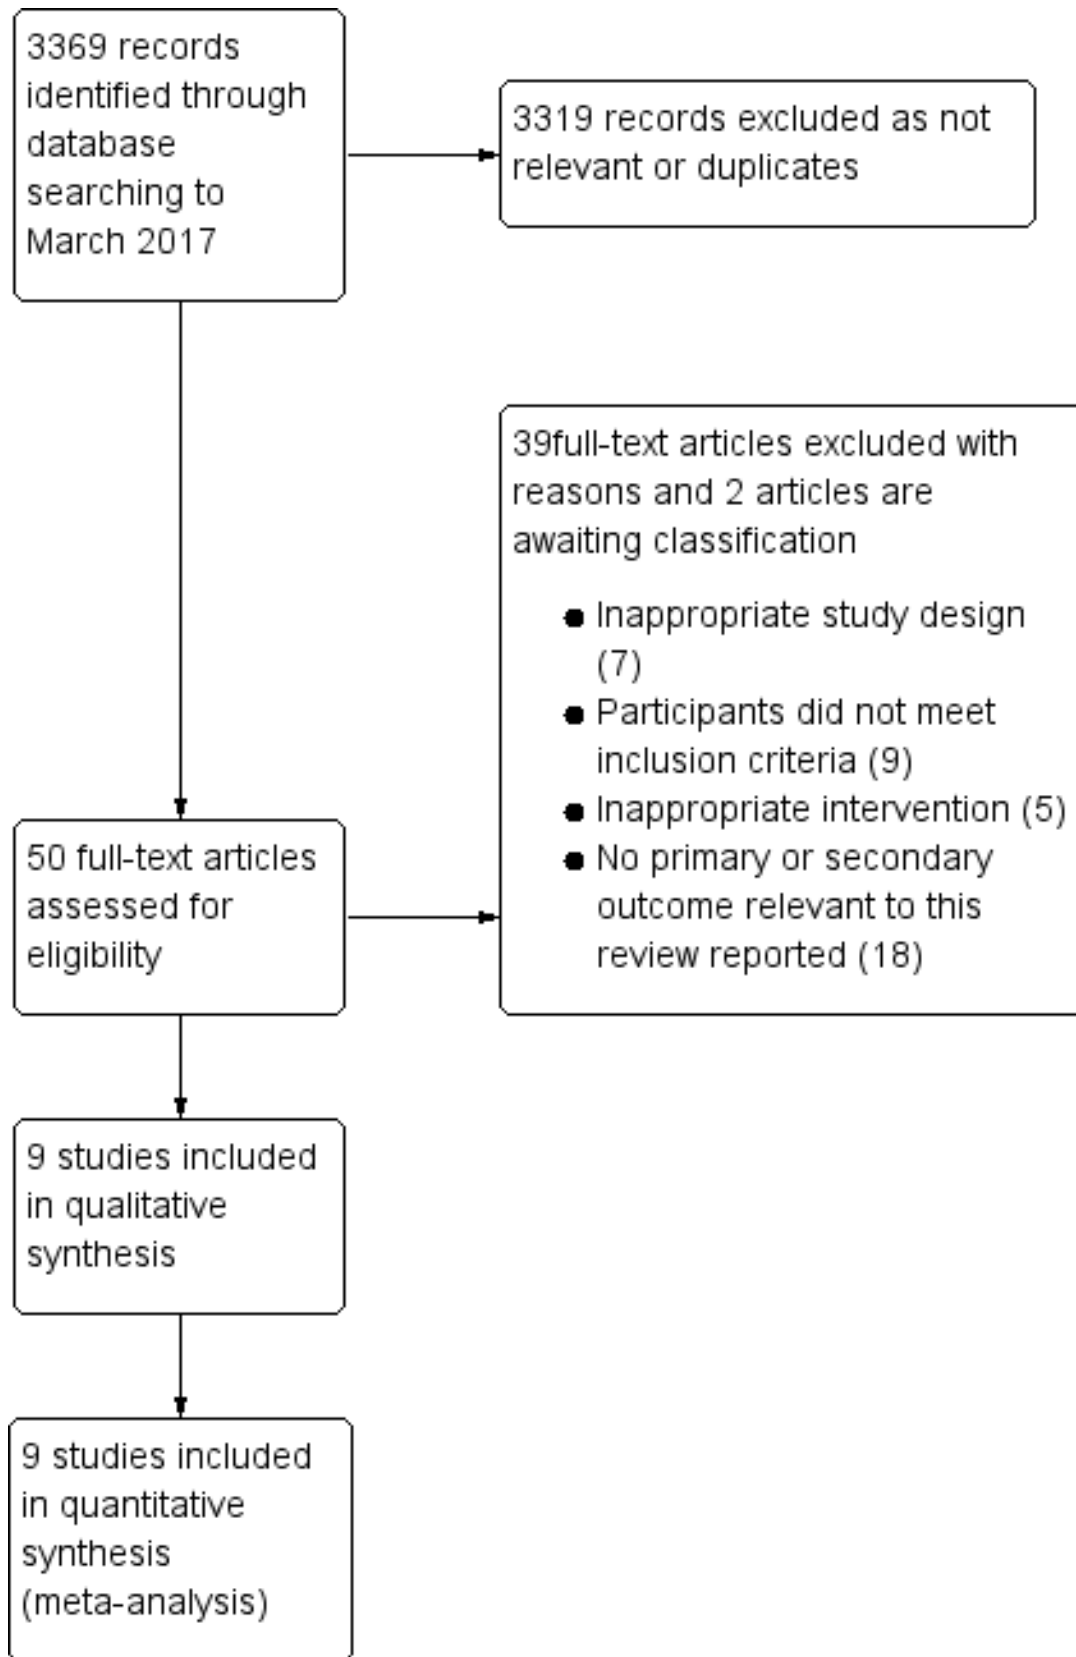 3369 records
identified through
database
searching to
March 2017
3319 records excluded as not
relevant or duplicates
39full-text articles excluded with
reasons and 2 articles are
awaiting classification
● Inappropriate study design
(7)
● Participants did not meet
inclusion criteria (9)
● Inappropriate intervention (5)
● No primary or secondary
outcome relevant to this
review reported (18)
50 full-text articles
assessed for
eligibility
9 studies included
in qualitative
synthesis
9 studies included
in quantitative
synthesis
(meta-analysis)